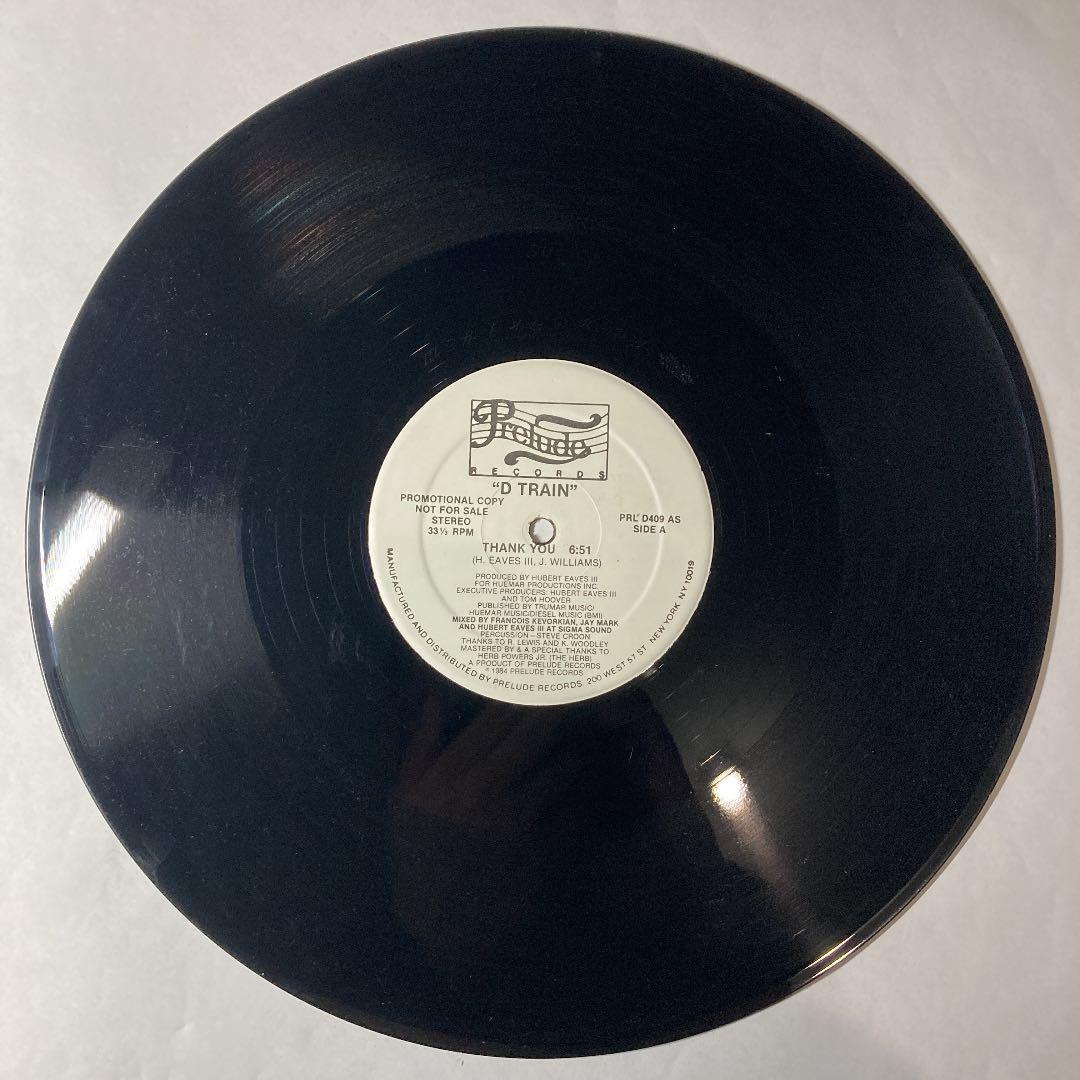 Prelude
RECORDS
"D TRAIN"
PROMOTIONAL COPY
NOT FOR SALE
STEREO
33⅓ RPM
PRL D409 AS
SIDE A
THANK YOU 6:51
(H. EAVES III, J. WILLIAMS)
PRODUCED BY HUBERT EAVES III
FOR HUEMAR PRODUCTIONS INC.
EXECUTIVE PRODUCERS: HUBERT EAVES III
AND TOM HOOVER
PUBLISHED BY TRUMAR MUSIC/
HUEMAR MUSIC/DIESEL MUSIC (BMI)
MIXED BY FRANCOIS KEVORKIAN, JAY MARK
AND HUBERT EAVES III AT SIGMA SOUND
PERCUSSION – STEVE CROON
THANKS TO R. LEWIS AND K. WOODLEY
MASTERED BY & A SPECIAL THANKS TO
HERB POWERS JR. (THE HERB)
A PRODUCT OF PRELUDE RECORDS
℗ 1984 PRELUDE RECORDS
MANUFACTURED AND DISTRIBUTED BY PRELUDE RECORDS 200 WEST 57 ST. NEW YORK NY 10019